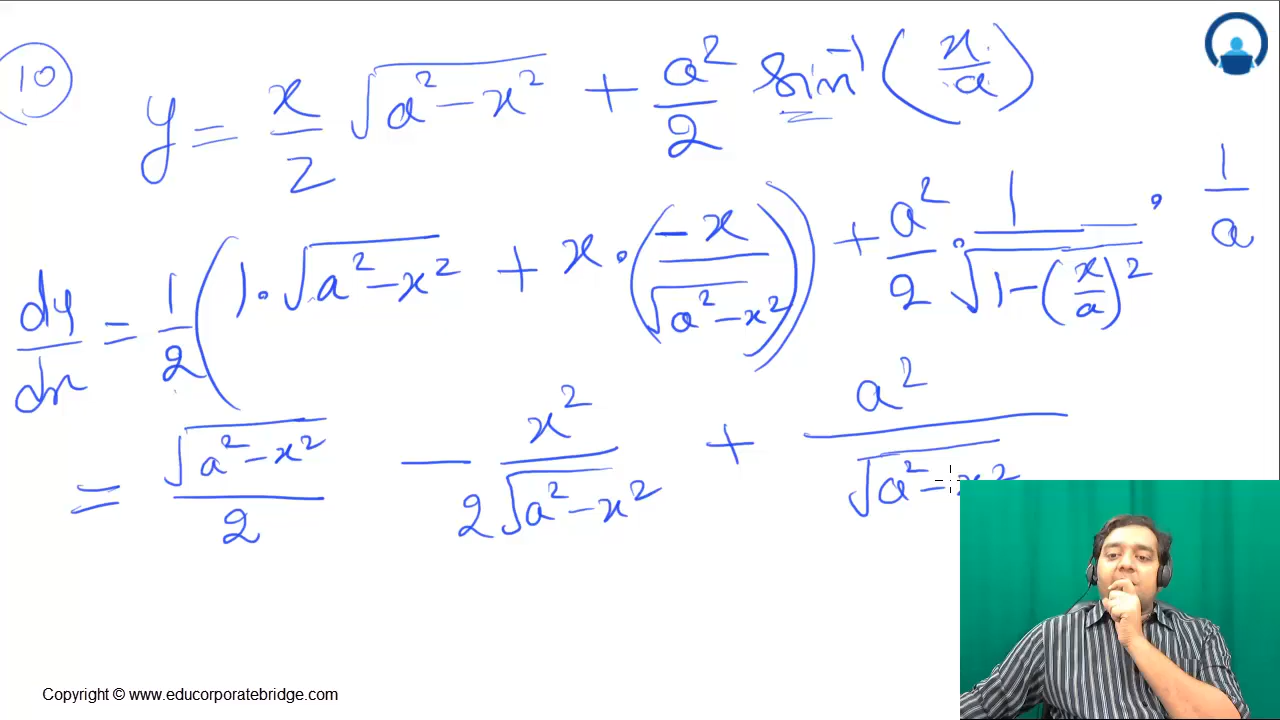 10
y = x/2 √(a² − x²) + a²/2 sin⁻¹ (x/a)
dy/dx = 1/2 (1 · √(a² − x²) + x · (−x/√(a² − x²))) + a²/2 · 1/√(1 − (x/a)²) · 1/a
= √(a² − x²)/2 − x²/(2√(a² − x²)) + a²/√(a² − x²)
Copyright © www.educorporatebridge.com